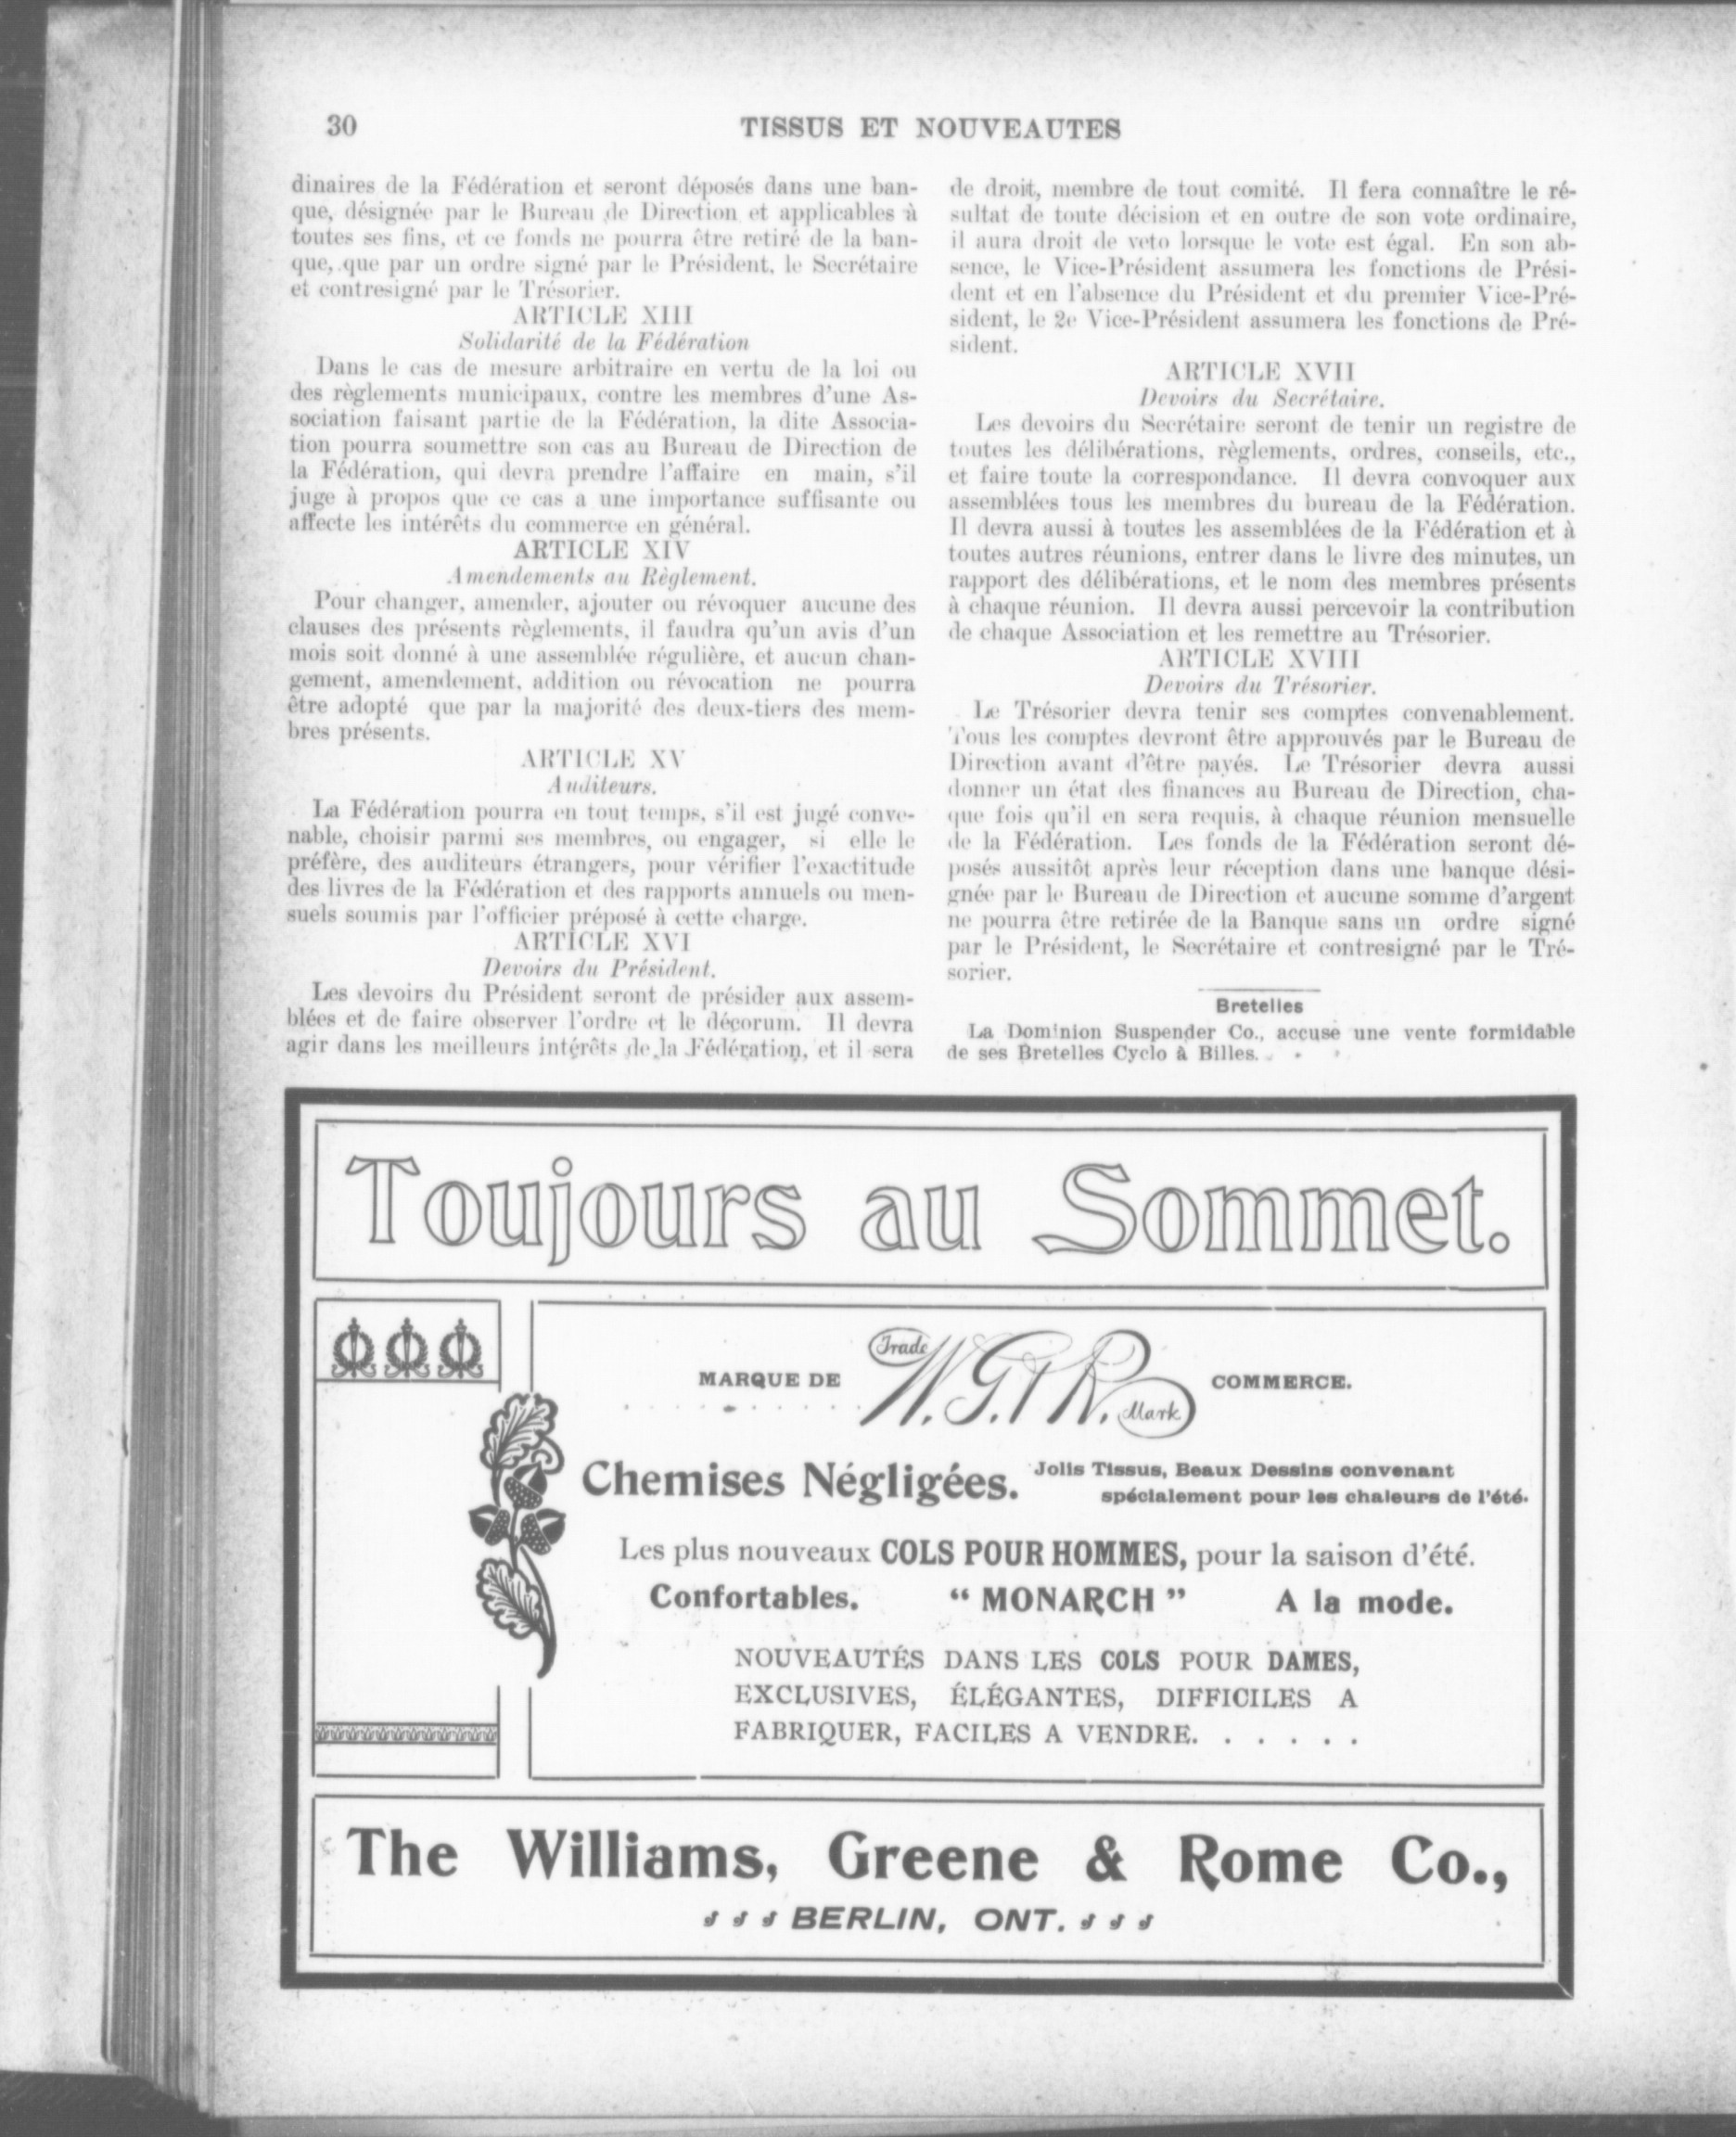 30
TISSUS ET NOUVEAUTES
dinaires de la Fédération et seront déposés dans une ban-
que, désignée par le Bureau de Direction et applicables à
toutes ses fins, et ce fonds ne pourra être retiré de la ban-
que, que par un ordre signé par le Président, le Secrétaire
et contresigné par le Trésorier.
ARTICLE XIII
Solidarité de la Fédération
Dans le cas de mesure arbitraire en vertu de la loi ou
des règlements municipaux, contre les membres d'une As-
sociation faisant partie de la Fédération, la dite Associa-
tion pourra soumettre son cas au Bureau de Direction de
la Fédération, qui devra prendre l'affaire en main, s'il
juge à propos que ce cas a une importance suffisante ou
affecte les intérêts du commerce en général.
ARTICLE XIV
Amendements au Règlement.
Pour changer, amender, ajouter ou révoquer aucune des
clauses des présents règlements, il faudra qu'un avis d'un
mois soit donné à une assemblée régulière, et aucun chan-
gement, amendement, addition ou révocation ne pourra
être adopté que par la majorité des deux-tiers des mem-
bres présents.
ARTICLE XV
Auditeurs.
La Fédération pourra en tout temps, s'il est jugé conve-
nable, choisir parmi ses membres, ou engager, si elle le
préfère, des auditeurs étrangers, pour vérifier l'exactitude
des livres de la Fédération et des rapports annuels ou men-
suels soumis par l'officier préposé à cette charge.
ARTICLE XVI
Devoirs du Président.
Les devoirs du Président seront de présider aux assem-
blées et de faire observer l'ordre et le décorum. Il devra
agir dans les meilleurs intérêts de la Fédération, et il sera
de droit, membre de tout comité. Il fera connaître le ré-
sultat de toute décision et en outre de son vote ordinaire,
il aura droit de veto lorsque le vote est égal. En son ab-
sence, le Vice-Président assumera les fonctions de Prési-
dent et en l'absence du Président et du premier Vice-Pré-
sident, le 2e Vice-Président assumera les fonctions de Pré-
sident.
ARTICLE XVII
Devoirs du Secrétaire.
Les devoirs du Secrétaire seront de tenir un registre de
toutes les délibérations, règlements, ordres, conseils, etc.,
et faire toute la correspondance. Il devra convoquer aux
assemblées tous les membres du bureau de la Fédération.
Il devra aussi à toutes les assemblées de la Fédération et à
toutes autres réunions, entrer dans le livre des minutes, un
rapport des délibérations, et le nom des membres présents
à chaque réunion. Il devra aussi percevoir la contribution
de chaque Association et les remettre au Trésorier.
ARTICLE XVIII
Devoirs du Trésorier.
Le Trésorier devra tenir ses comptes convenablement.
Tous les comptes devront être approuvés par le Bureau de
Direction avant d'être payés. Le Trésorier devra aussi
donner un état des finances au Bureau de Direction, cha-
que fois qu'il en sera requis, à chaque réunion mensuelle
de la Fédération. Les fonds de la Fédération seront dé-
posés aussitôt après leur réception dans une banque dési-
gnée par le Bureau de Direction et aucune somme d'argent
ne pourra être retirée de la Banque sans un ordre signé
par le Président, le Secrétaire et contresigné par le Tré-
sorier.
Bretelles
La Dominion Suspender Co., accuse une vente formidable
de ses Bretelles Cyclo à Billes.
Toujours au Sommet.
MARQUE DE Trade W. G. & R. Mark COMMERCE.
Chemises Négligées. Jolis Tissus, Beaux Dessins convenant
spécialement pour les chaleurs de l'été.
Les plus nouveaux COLS POUR HOMMES, pour la saison d'été.
Confortables. “ MONARCH ” A la mode.
NOUVEAUTÉS DANS LES COLS POUR DAMES,
EXCLUSIVES, ÉLÉGANTES, DIFFICILES A
FABRIQUER, FACILES A VENDRE. . . . . .
The Williams, Greene & Rome Co.,
BERLIN, ONT.